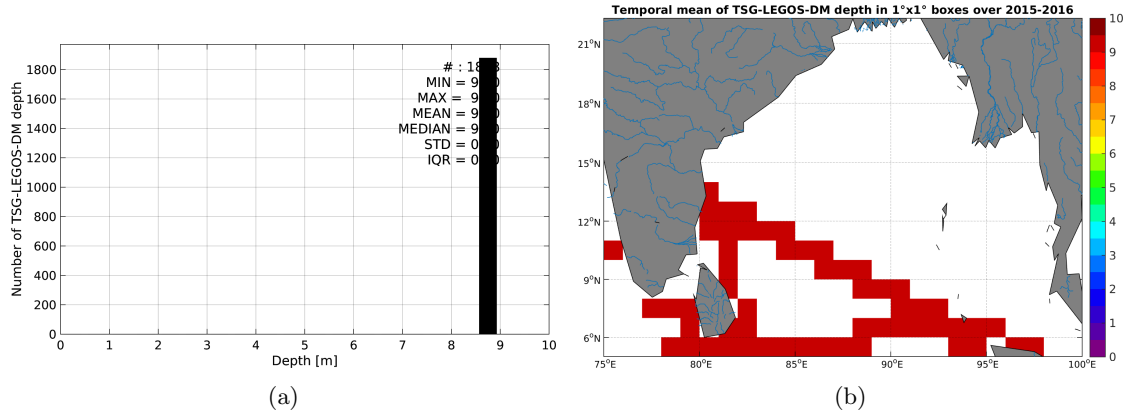 Temporal mean of TSG-LEGOS-DM depth in 1°x1° boxes over 2015-2016
Number of TSG-LEGOS-DM depth
1800
1600
1400
1200
1000
800
600
400
200
0
# : 18
MIN = 9
MAX = 9
MEAN = 9
MEDIAN = 9
STD = 0
IQR = 0
0 1 2 3 4 5 6 7 8 9 10
Depth [m]
(a)
21°N
18°N
15°N
12°N
9°N
6°N
75°E 80°E 85°E 90°E 95°E 100°E
10
9
8
7
6
5
4
3
2
1
0
(b)